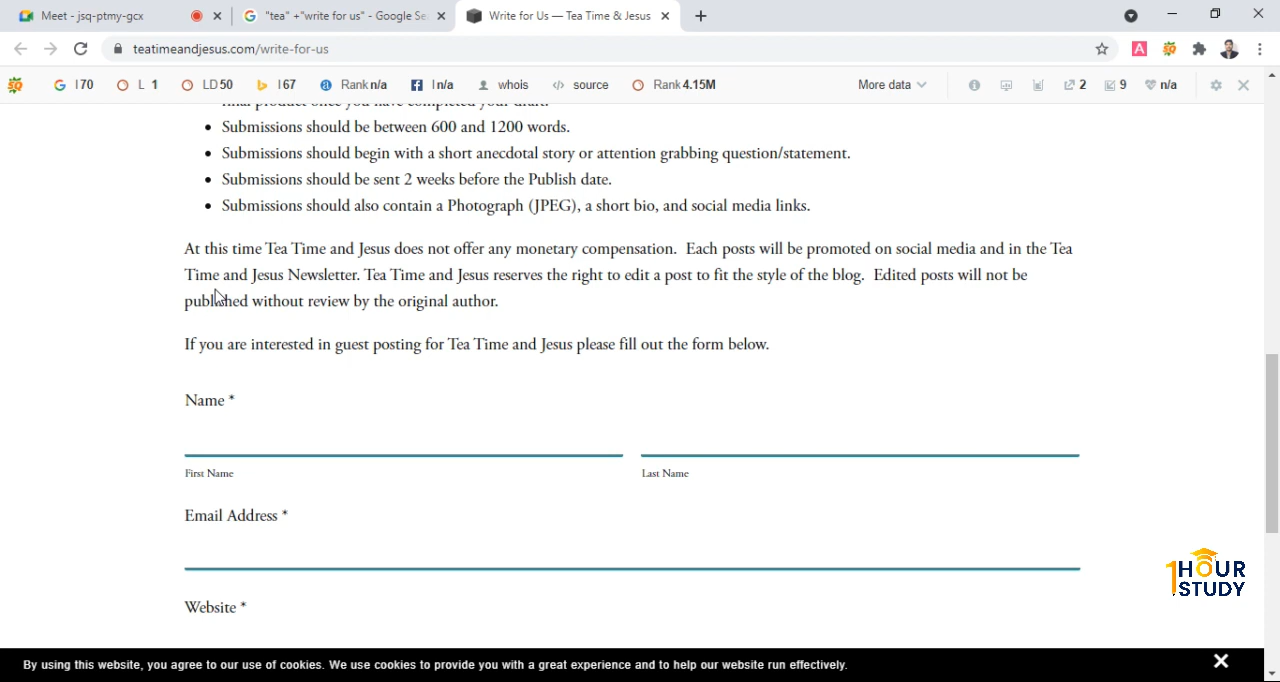 Meet - jsq-ptmy-gcx
"tea" +"write for us" - Google Se
Write for Us — Tea Time & Jesus
teatimeandjesus.com/write-for-us
I 70
L 1
LD 50
I 67
Rank n/a
I n/a
whois
source
Rank 4.15M
More data
2
9
n/a
final product once you have completed your draft.
• Submissions should be between 600 and 1200 words.
• Submissions should begin with a short anecdotal story or attention grabbing question/statement.
• Submissions should be sent 2 weeks before the Publish date.
• Submissions should also contain a Photograph (JPEG), a short bio, and social media links.
At this time Tea Time and Jesus does not offer any monetary compensation. Each posts will be promoted on social media and in the Tea
Time and Jesus Newsletter. Tea Time and Jesus reserves the right to edit a post to fit the style of the blog. Edited posts will not be
published without review by the original author.
If you are interested in guest posting for Tea Time and Jesus please fill out the form below.
Name *
First Name
Last Name
Email Address *
1HOUR
STUDY
Website *
By using this website, you agree to our use of cookies. We use cookies to provide you with a great experience and to help our website run effectively.